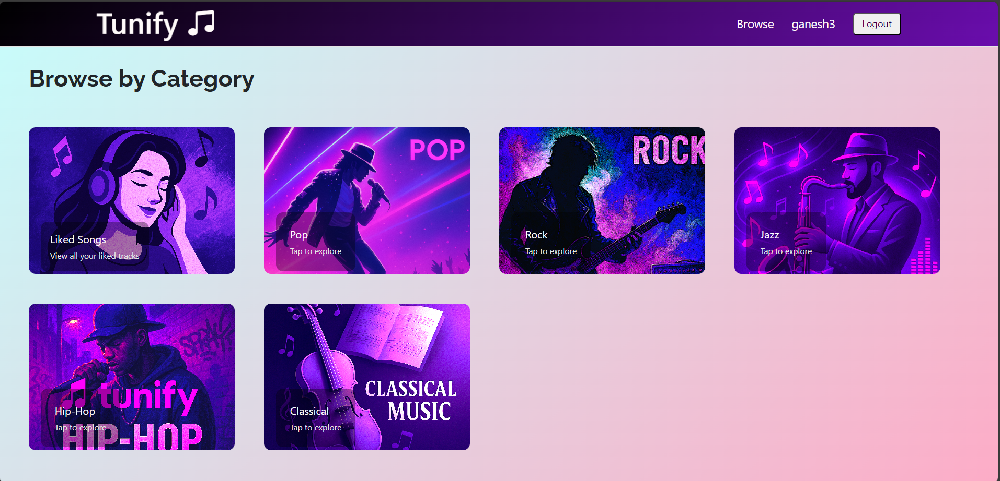 Tunify
Browse
ganesh3
Logout
Browse by Category
POP
ROCK
Liked Songs
View all your liked tracks
Pop
Tap to explore
Rock
Tap to explore
Jazz
Tap to explore
SPRAY
tunify
HIP-HOP
Hip-Hop
Tap to explore
CLASSICAL
MUSIC
Classical
Tap to explore